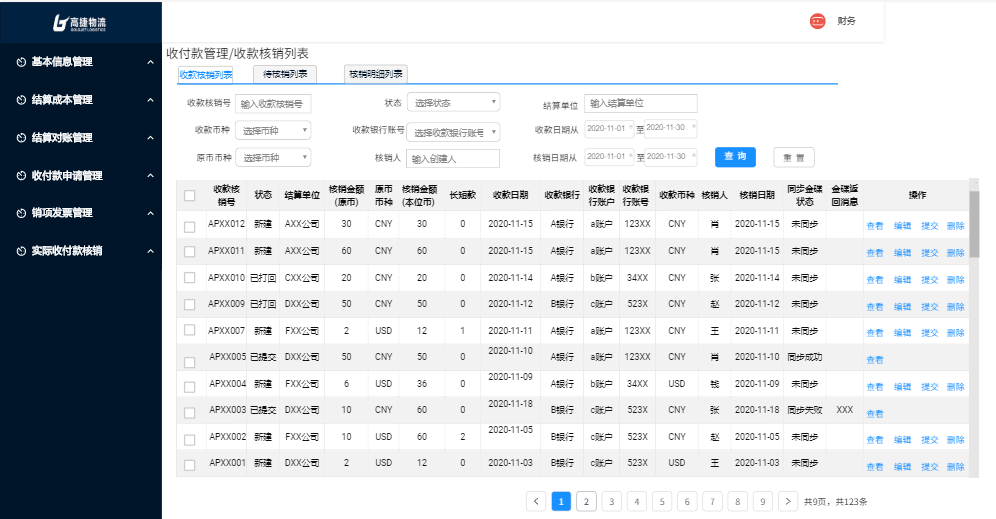 高捷物流
GOLDJET LOGISTICS
财务
基本信息管理
结算成本管理
结算对账管理
收付款申请管理
销项发票管理
实际收付款核销
收付款管理/收款核销列表
收款核销列表 待核销列表 核销明细列表
收款核销号 输入收款核销号 状态 选择状态 结算单位 输入结算单位
收款币种 选择币种 收款银行账号 选择收款银行账号 收款日期从 2020-11-01 至 2020-11-30
原币币种 选择币种 核销人 输入创建人 核销日期从 2020-11-01 至 2020-11-30 查 询 重 置
收款核销号 状态 结算单位 核销金额(原币) 原币币种 核销金额(本位币) 长短款 收款日期 收款银行 收款银行账户 收款银行账号 收款币种 核销人 核销日期 同步金碟状态 金碟返回消息 操作
APXX012 新建 AXX公司 30 CNY 30 0 2020-11-15 A银行 a账户 123XX CNY 肖 2020-11-15 未同步 查看 编辑 提交 删除
APXX011 新建 AXX公司 60 CNY 60 0 2020-11-15 A银行 a账户 123XX CNY 肖 2020-11-15 未同步 查看 编辑 提交 删除
APXX010 已打回 CXX公司 20 CNY 20 0 2020-11-14 A银行 b账户 34XX CNY 张 2020-11-14 未同步 查看 编辑 提交 删除
APXX009 已打回 DXX公司 50 CNY 50 0 2020-11-12 B银行 c账户 523X CNY 赵 2020-11-12 未同步 查看 编辑 提交 删除
APXX007 新建 FXX公司 2 USD 12 1 2020-11-11 A银行 a账户 123XX CNY 王 2020-11-11 未同步 查看 编辑 提交 删除
APXX005 已提交 DXX公司 50 CNY 50 0 2020-11-10 A银行 a账户 123XX CNY 肖 2020-11-10 同步成功 查看
APXX004 新建 FXX公司 6 USD 36 0 2020-11-09 A银行 b账户 34XX USD 钱 2020-11-09 未同步 查看 编辑 提交 删除
APXX003 已提交 DXX公司 10 CNY 60 0 2020-11-18 B银行 c账户 523X CNY 张 2020-11-18 同步失败 XXX 查看
APXX002 新建 FXX公司 10 USD 60 2 2020-11-05 B银行 c账户 523X CNY 赵 2020-11-05 未同步 查看 编辑 提交 删除
APXX001 新建 DXX公司 2 USD 12 0 2020-11-03 B银行 c账户 523X USD 王 2020-11-03 未同步 查看 编辑 提交 删除
1 2 3 4 5 6 7 8 9 共9页，共123条